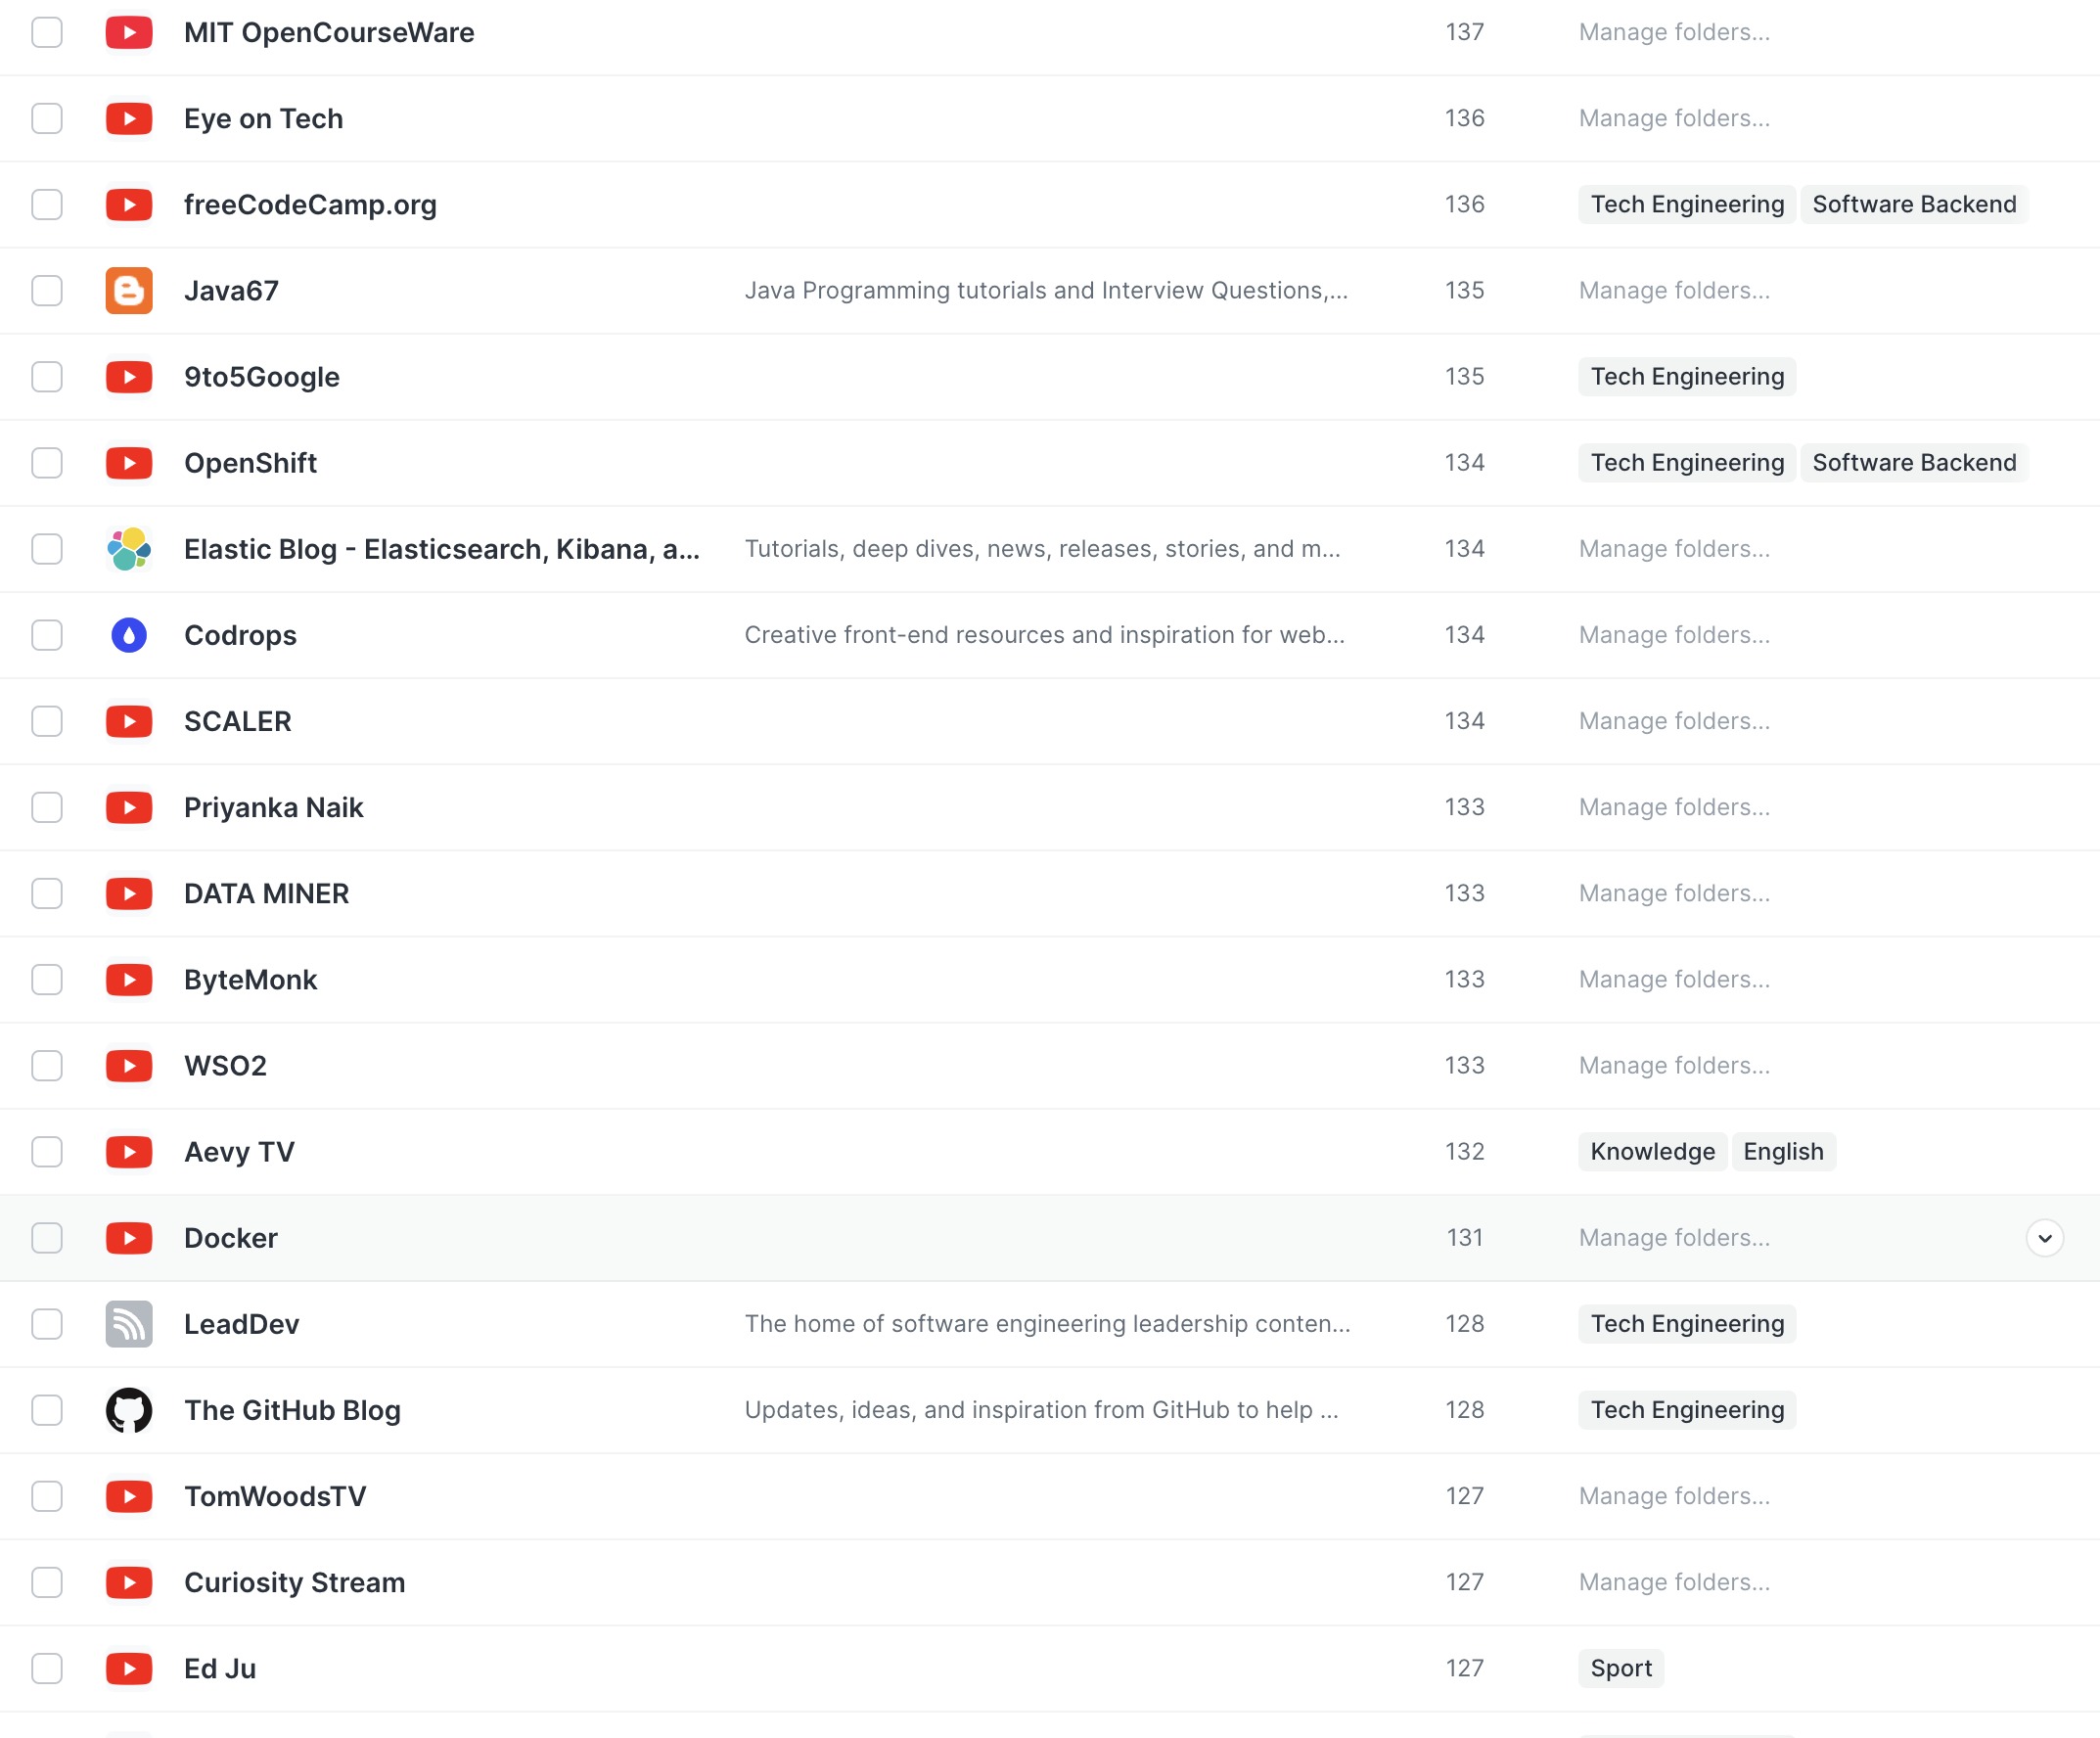 MIT OpenCourseWare 137 Manage folders...
Eye on Tech 136 Manage folders...
freeCodeCamp.org 136 Tech Engineering Software Backend
Java67 Java Programming tutorials and Interview Questions,... 135 Manage folders...
9to5Google 135 Tech Engineering
OpenShift 134 Tech Engineering Software Backend
Elastic Blog - Elasticsearch, Kibana, a... Tutorials, deep dives, news, releases, stories, and m... 134 Manage folders...
Codrops Creative front-end resources and inspiration for web... 134 Manage folders...
SCALER 134 Manage folders...
Priyanka Naik 133 Manage folders...
DATA MINER 133 Manage folders...
ByteMonk 133 Manage folders...
WSO2 133 Manage folders...
Aevy TV 132 Knowledge English
Docker 131 Manage folders...
LeadDev The home of software engineering leadership conten... 128 Tech Engineering
The GitHub Blog Updates, ideas, and inspiration from GitHub to help ... 128 Tech Engineering
TomWoodsTV 127 Manage folders...
Curiosity Stream 127 Manage folders...
Ed Ju 127 Sport